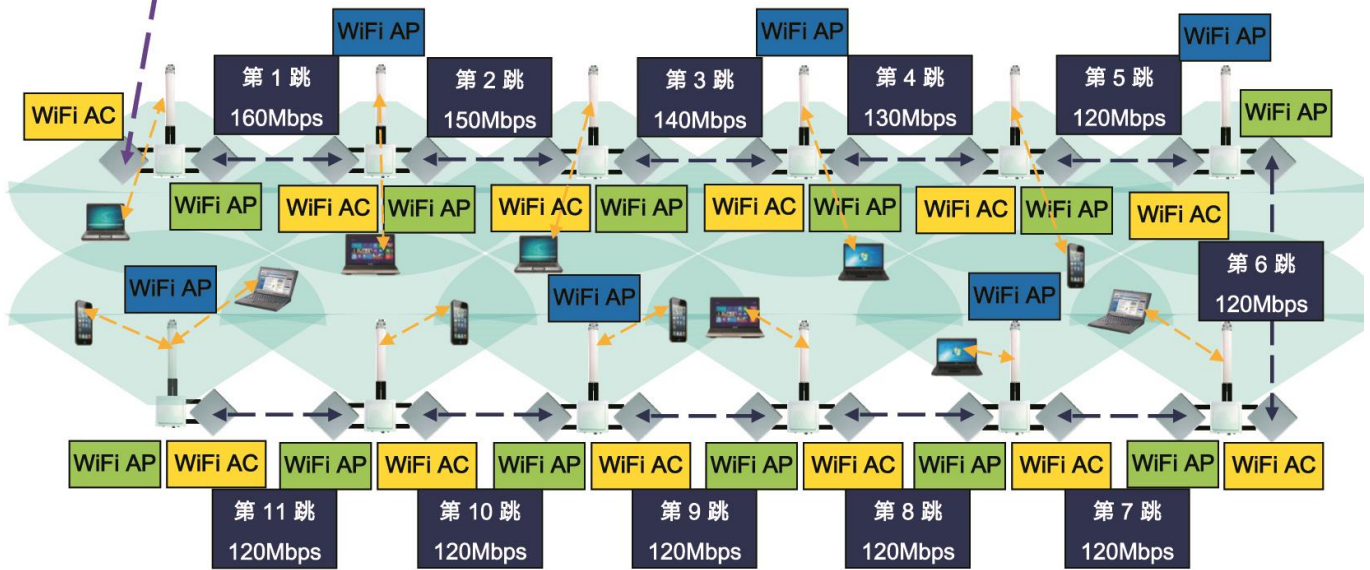 WiFi AP
WiFi AP
WiFi AP
第 1 跳
160Mbps
第 2 跳
150Mbps
第 3 跳
140Mbps
第 4 跳
130Mbps
第 5 跳
120Mbps
WiFi AC
WiFi AP
WiFi AP
WiFi AC
WiFi AP
WiFi AC
WiFi AP
WiFi AC
WiFi AP
WiFi AC
WiFi AP
WiFi AC
第 6 跳
120Mbps
WiFi AP
WiFi AP
WiFi AP
WiFi AP
WiFi AC
WiFi AP
WiFi AC
WiFi AP
WiFi AC
WiFi AP
WiFi AC
WiFi AP
WiFi AC
WiFi AP
WiFi AC
第 11 跳
120Mbps
第 10 跳
120Mbps
第 9 跳
120Mbps
第 8 跳
120Mbps
第 7 跳
120Mbps